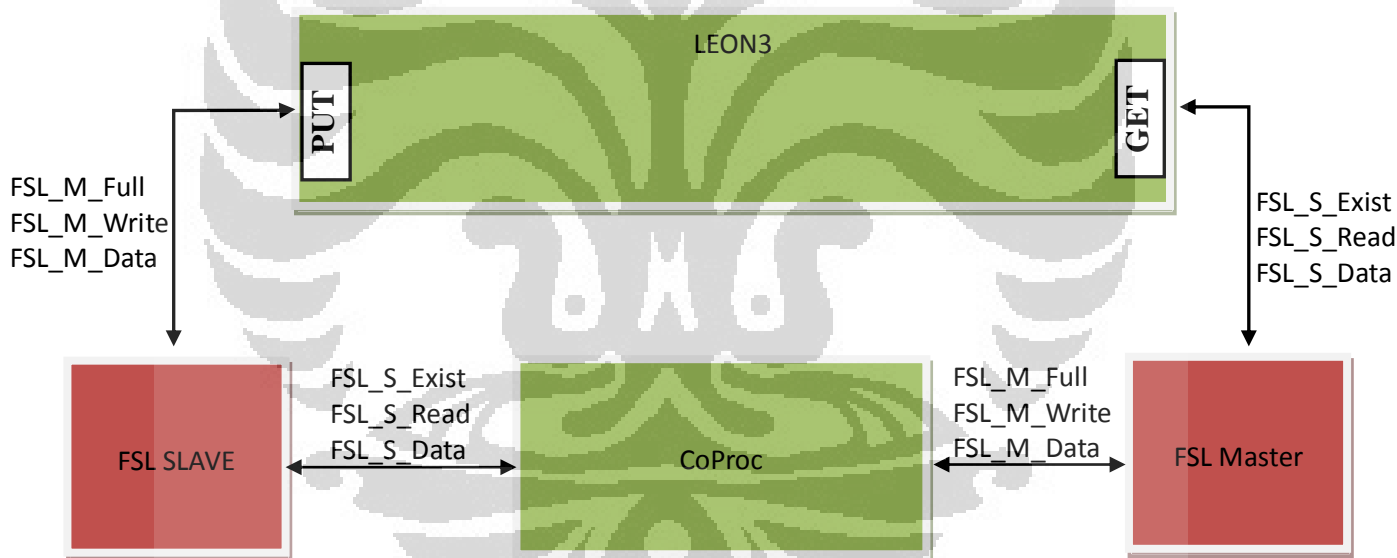 LEON3
PUT
GET
FSL_M_Full
FSL_M_Write
FSL_M_Data
FSL_S_Exist
FSL_S_Read
FSL_S_Data
FSL SLAVE
FSL_S_Exist
FSL_S_Read
FSL_S_Data
CoProc
FSL_M_Full
FSL_M_Write
FSL_M_Data
FSL Master